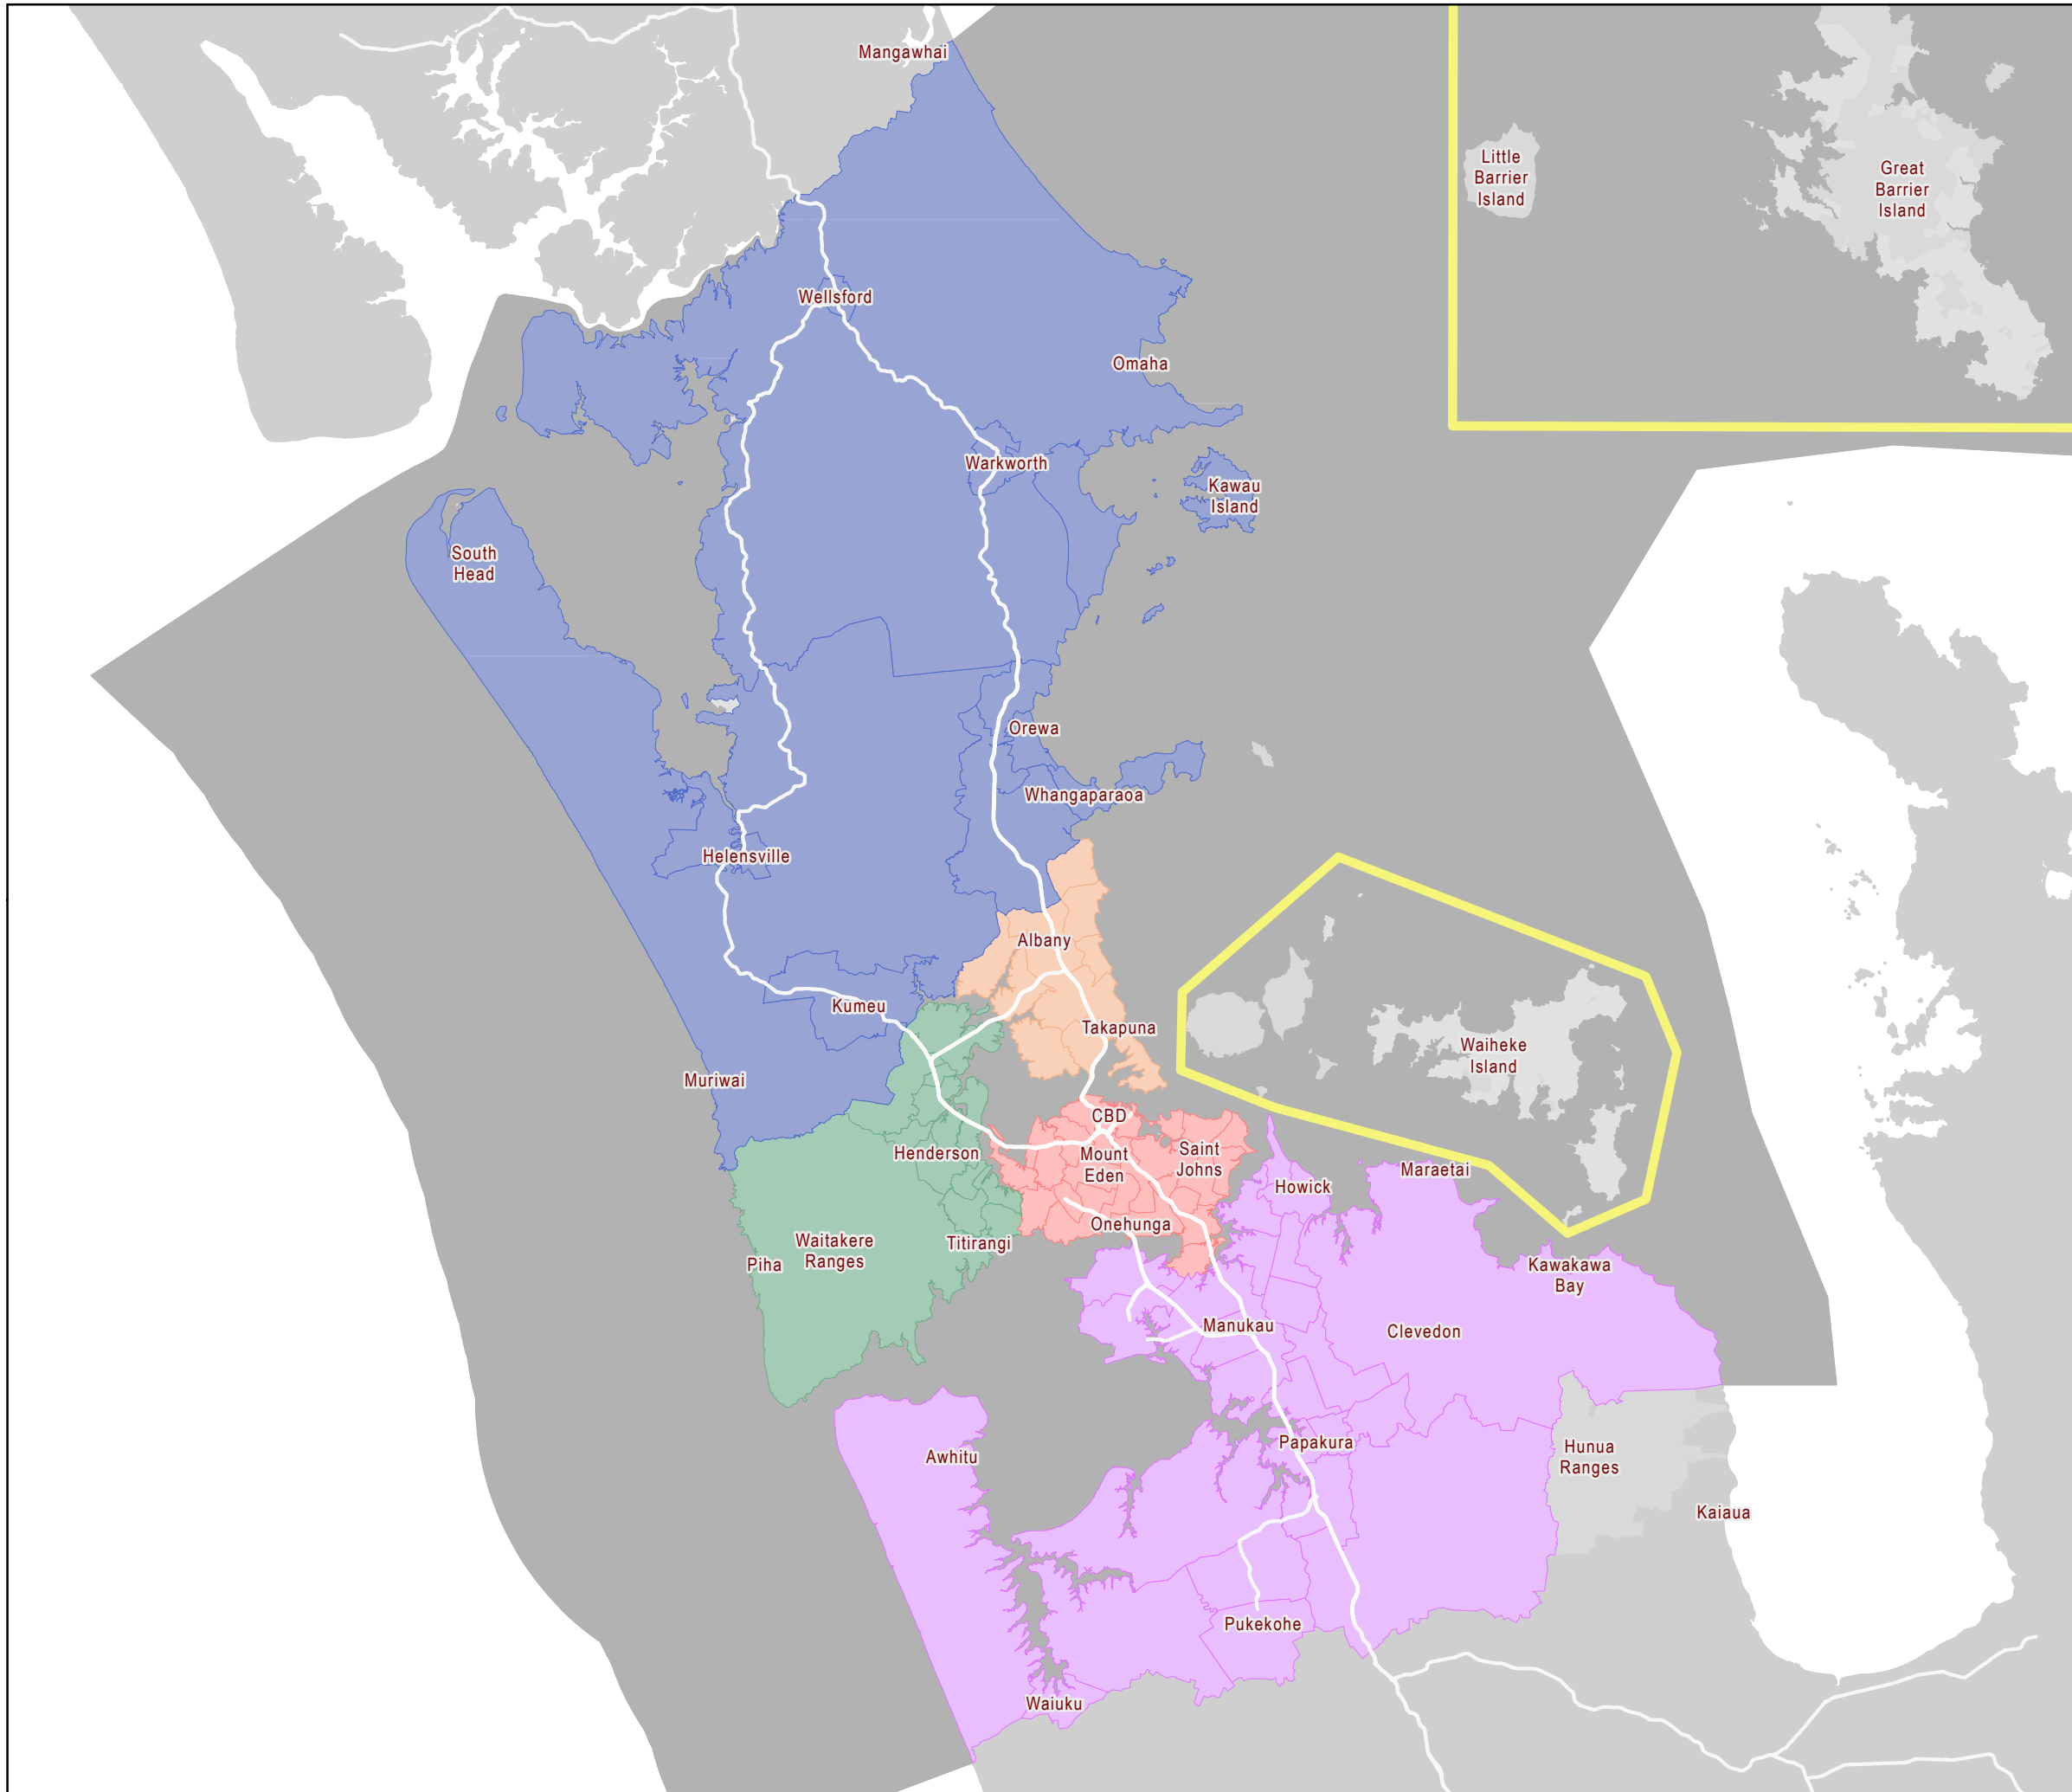 Mangawhai
Little
Barrier
Island
Great
Barrier
Island
Wellsford
Omaha
Warkworth
Kawau
Island
South
Head
Orewa
Whangaparaoa
Helensville
Albany
Kumeu
Takapuna
Waiheke
Island
Muriwai
CBD
Henderson
Mount
Eden
Saint
Johns
Maraetai
Howick
Onehunga
Waitakere
Ranges
Titirangi
Piha
Kawakawa
Bay
Manukau
Clevedon
Awhitu
Papakura
Hunua
Ranges
Kaiaua
Pukekohe
Waiuku